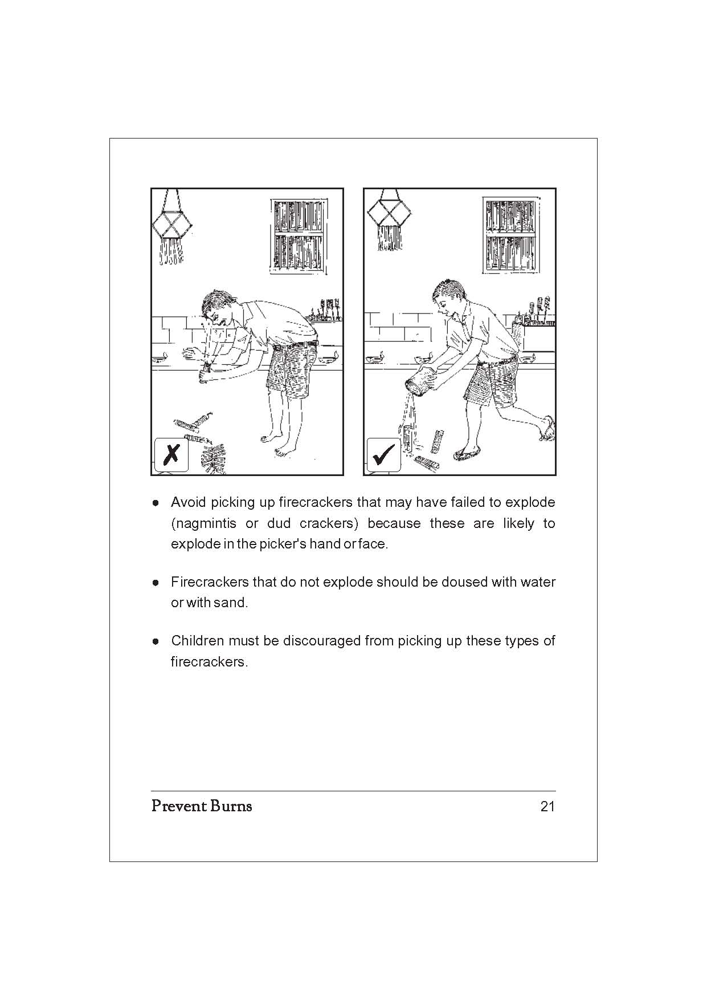 ● Avoid picking up firecrackers that may have failed to explode
(nagmintis or dud crackers) because these are likely to
explode in the picker's hand or face.
● Firecrackers that do not explode should be doused with water
or with sand.
● Children must be discouraged from picking up these types of
firecrackers.
Prevent Burns 21